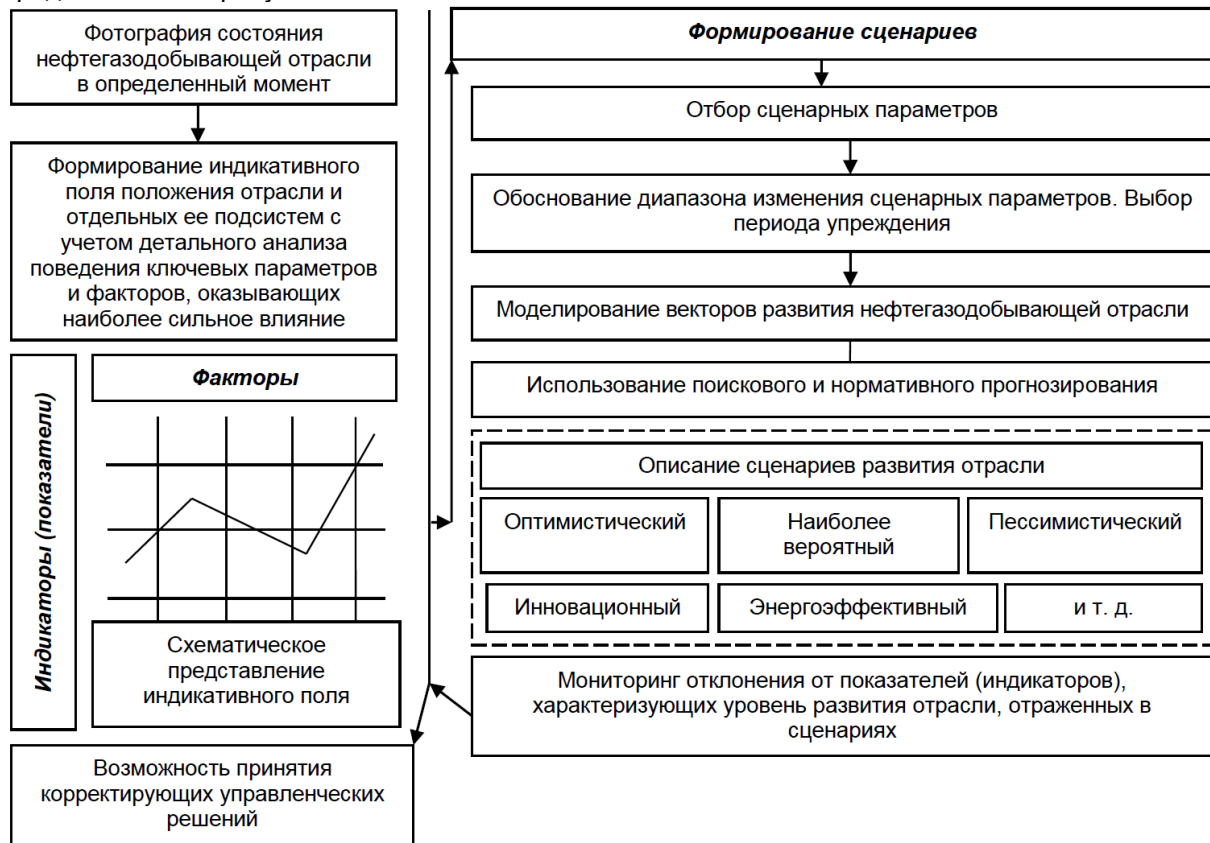 Фотография состояния
нефтегазодобывающей отрасли
в определенный момент
Формирование индикативного
поля положения отрасли и
отдельных ее подсистем с
учетом детального анализа
поведения ключевых параметров
и факторов, оказывающих
наиболее сильное влияние
Индикаторы (показатели)
Факторы
Схематическое
представление
индикативного поля
Возможность принятия
корректирующих управленческих
решений
Формирование сценариев
Отбор сценарных параметров
Обоснование диапазона изменения сценарных параметров. Выбор
периода упреждения
Моделирование векторов развития нефтегазодобывающей отрасли
Использование поискового и нормативного прогнозирования
Описание сценариев развития отрасли
Оптимистический
Наиболее
вероятный
Пессимистический
Инновационный
Энергоэффективный
и т. д.
Мониторинг отклонения от показателей (индикаторов),
характеризующих уровень развития отрасли, отраженных в
сценариях